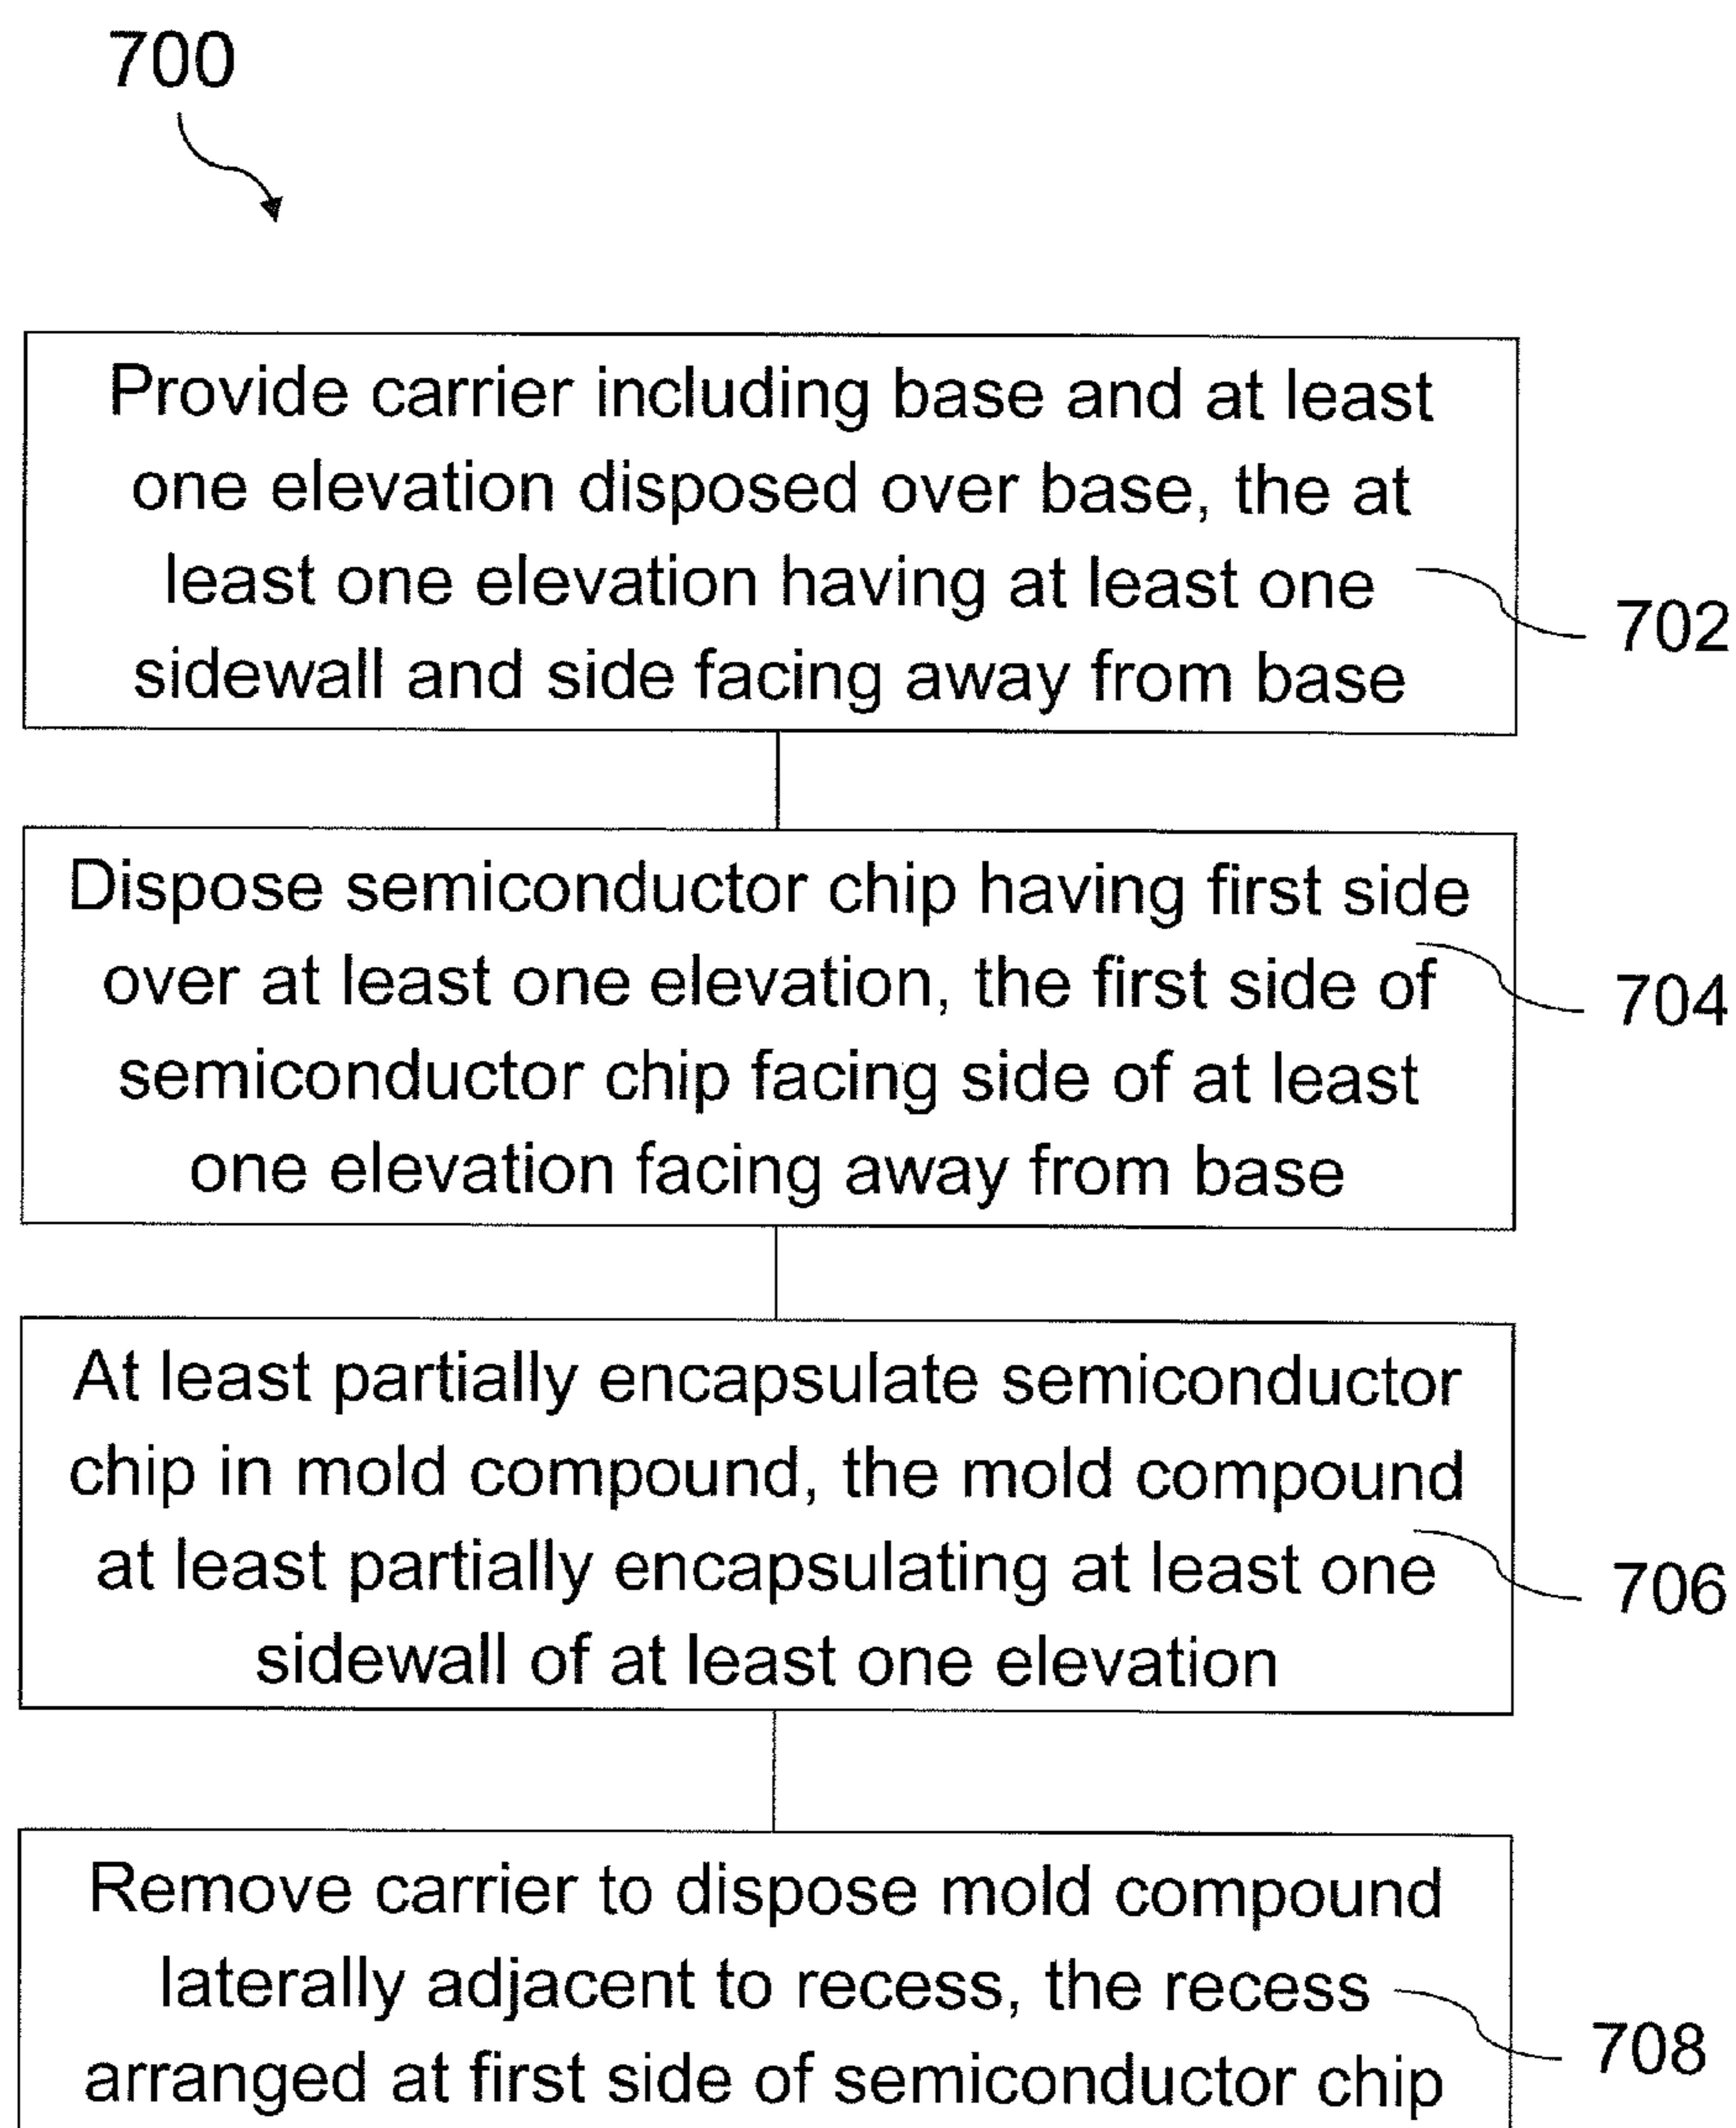 700
Provide carrier including base and at least
one elevation disposed over base, the at
least one elevation having at least one
sidewall and side facing away from base
702
Dispose semiconductor chip having first side
over at least one elevation, the first side of
semiconductor chip facing side of at least
one elevation facing away from base
704
At least partially encapsulate semiconductor
chip in mold compound, the mold compound
at least partially encapsulating at least one
sidewall of at least one elevation
706
Remove carrier to dispose mold compound
laterally adjacent to recess, the recess
arranged at first side of semiconductor chip
708